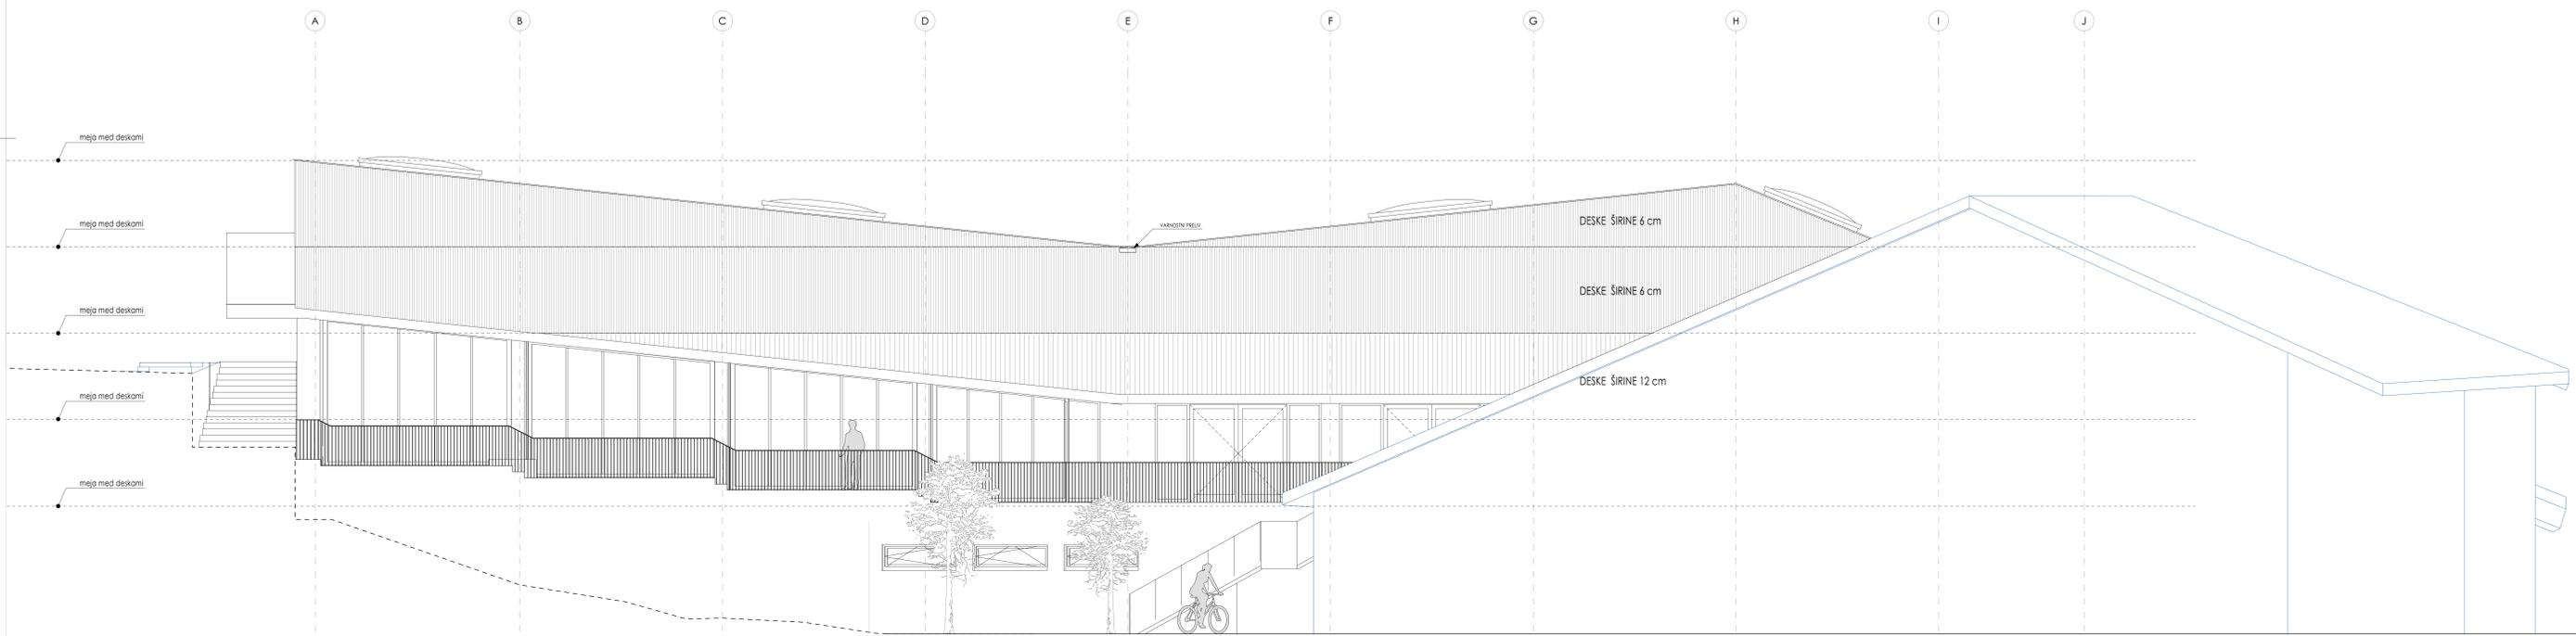 A B C D E F G H I J
meja med deskami
meja med deskami
DESKE ŠIRINE 6 cm
VARNOSTNI PRELIV
DESKE ŠIRINE 6 cm
meja med deskami
DESKE ŠIRINE 12 cm
meja med deskami
meja med deskami